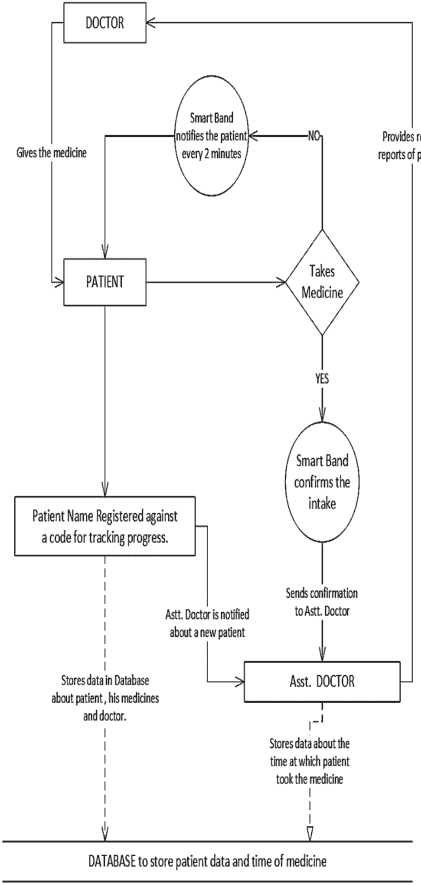 DOCTOR
Smart Band
notifies the patient
every 2 minutes
NO
Provides
reports of
Gives the medicine
Takes
Medicine
PATIENT
YES
Smart Band
confirms the
intake
Patient Name Registered against
a code for tracking progress.
Sends confirmation
to Astt. Doctor
Astt. Doctor is notified
about a new patient
Stores data in Database
about patient , his medicines
and doctor.
Asst. DOCTOR
Stores data about the
time at which patient
took the medicine
DATABASE to store patient data and time of medicine